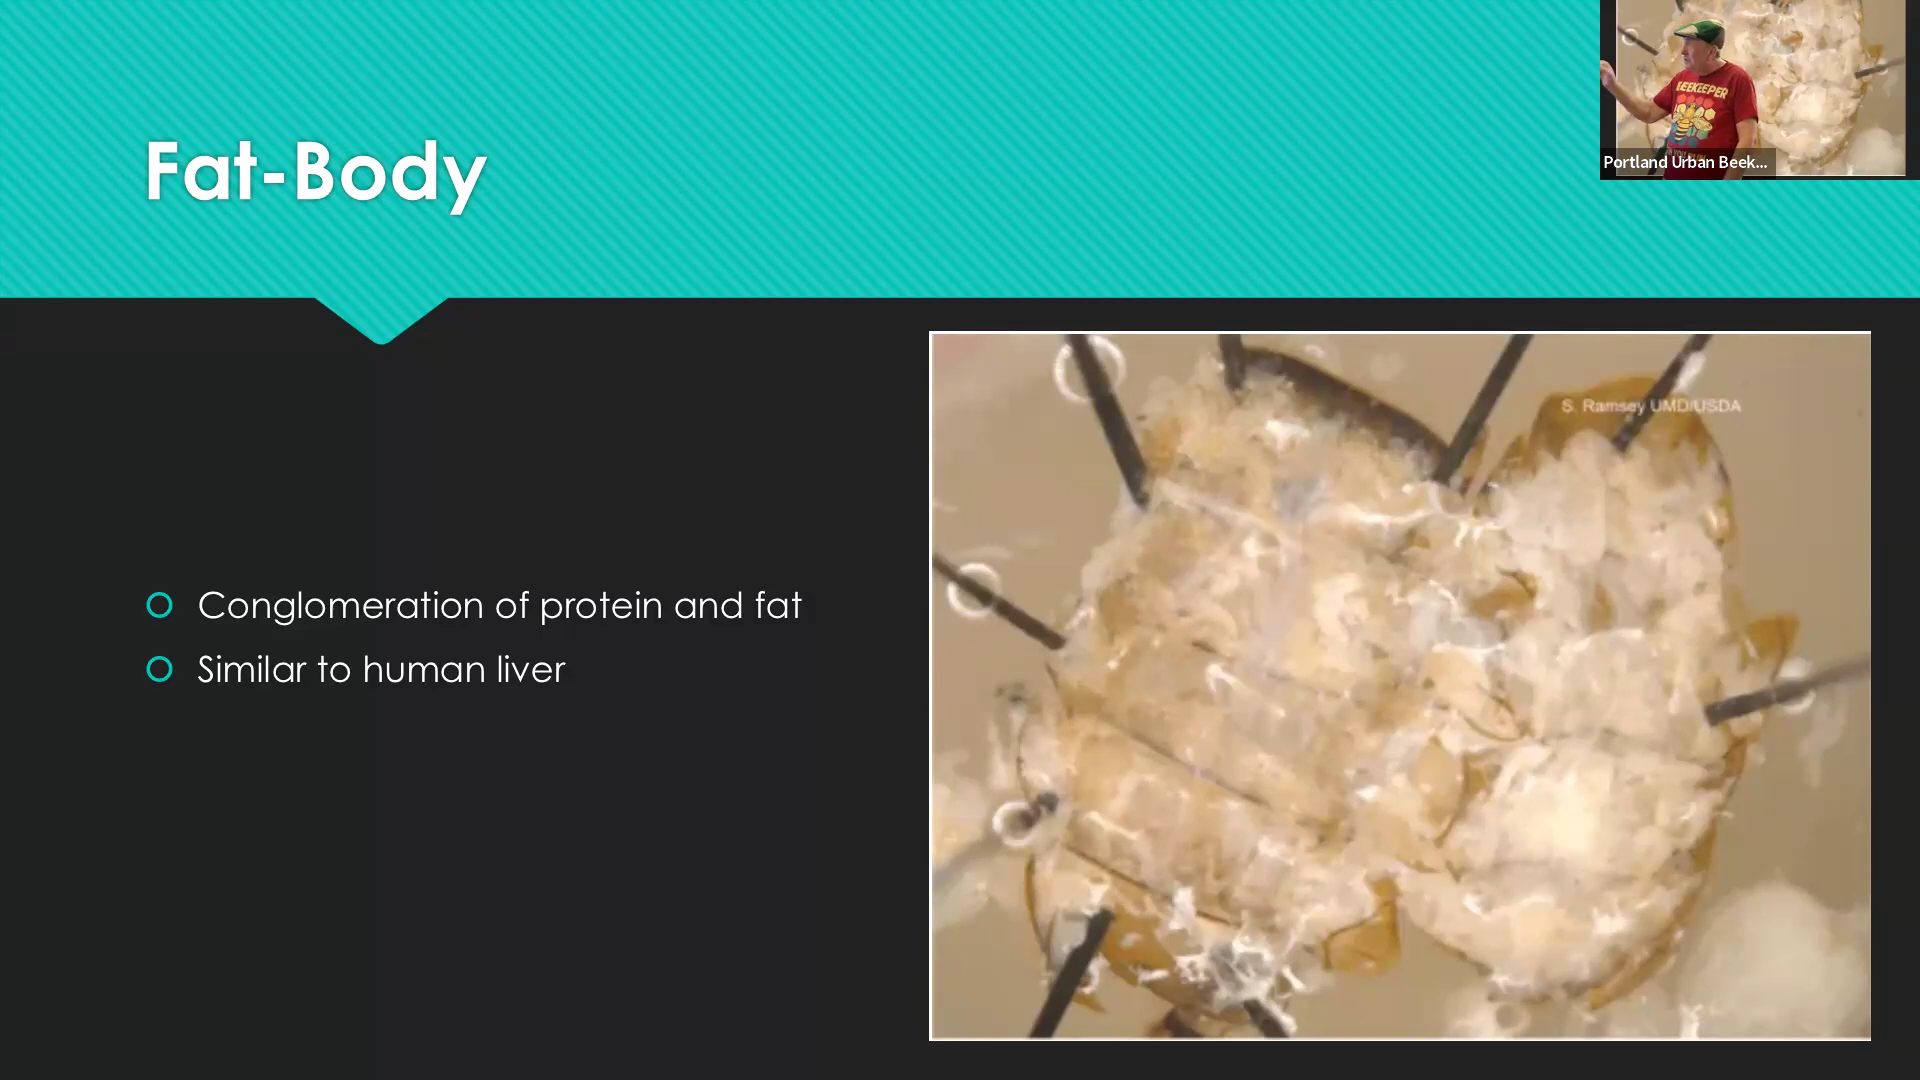 Fat-Body
BEEKEEPER
Portland Urban Beek...
S. Ramsey UMD/USDA
Conglomeration of protein and fat
Similar to human liver